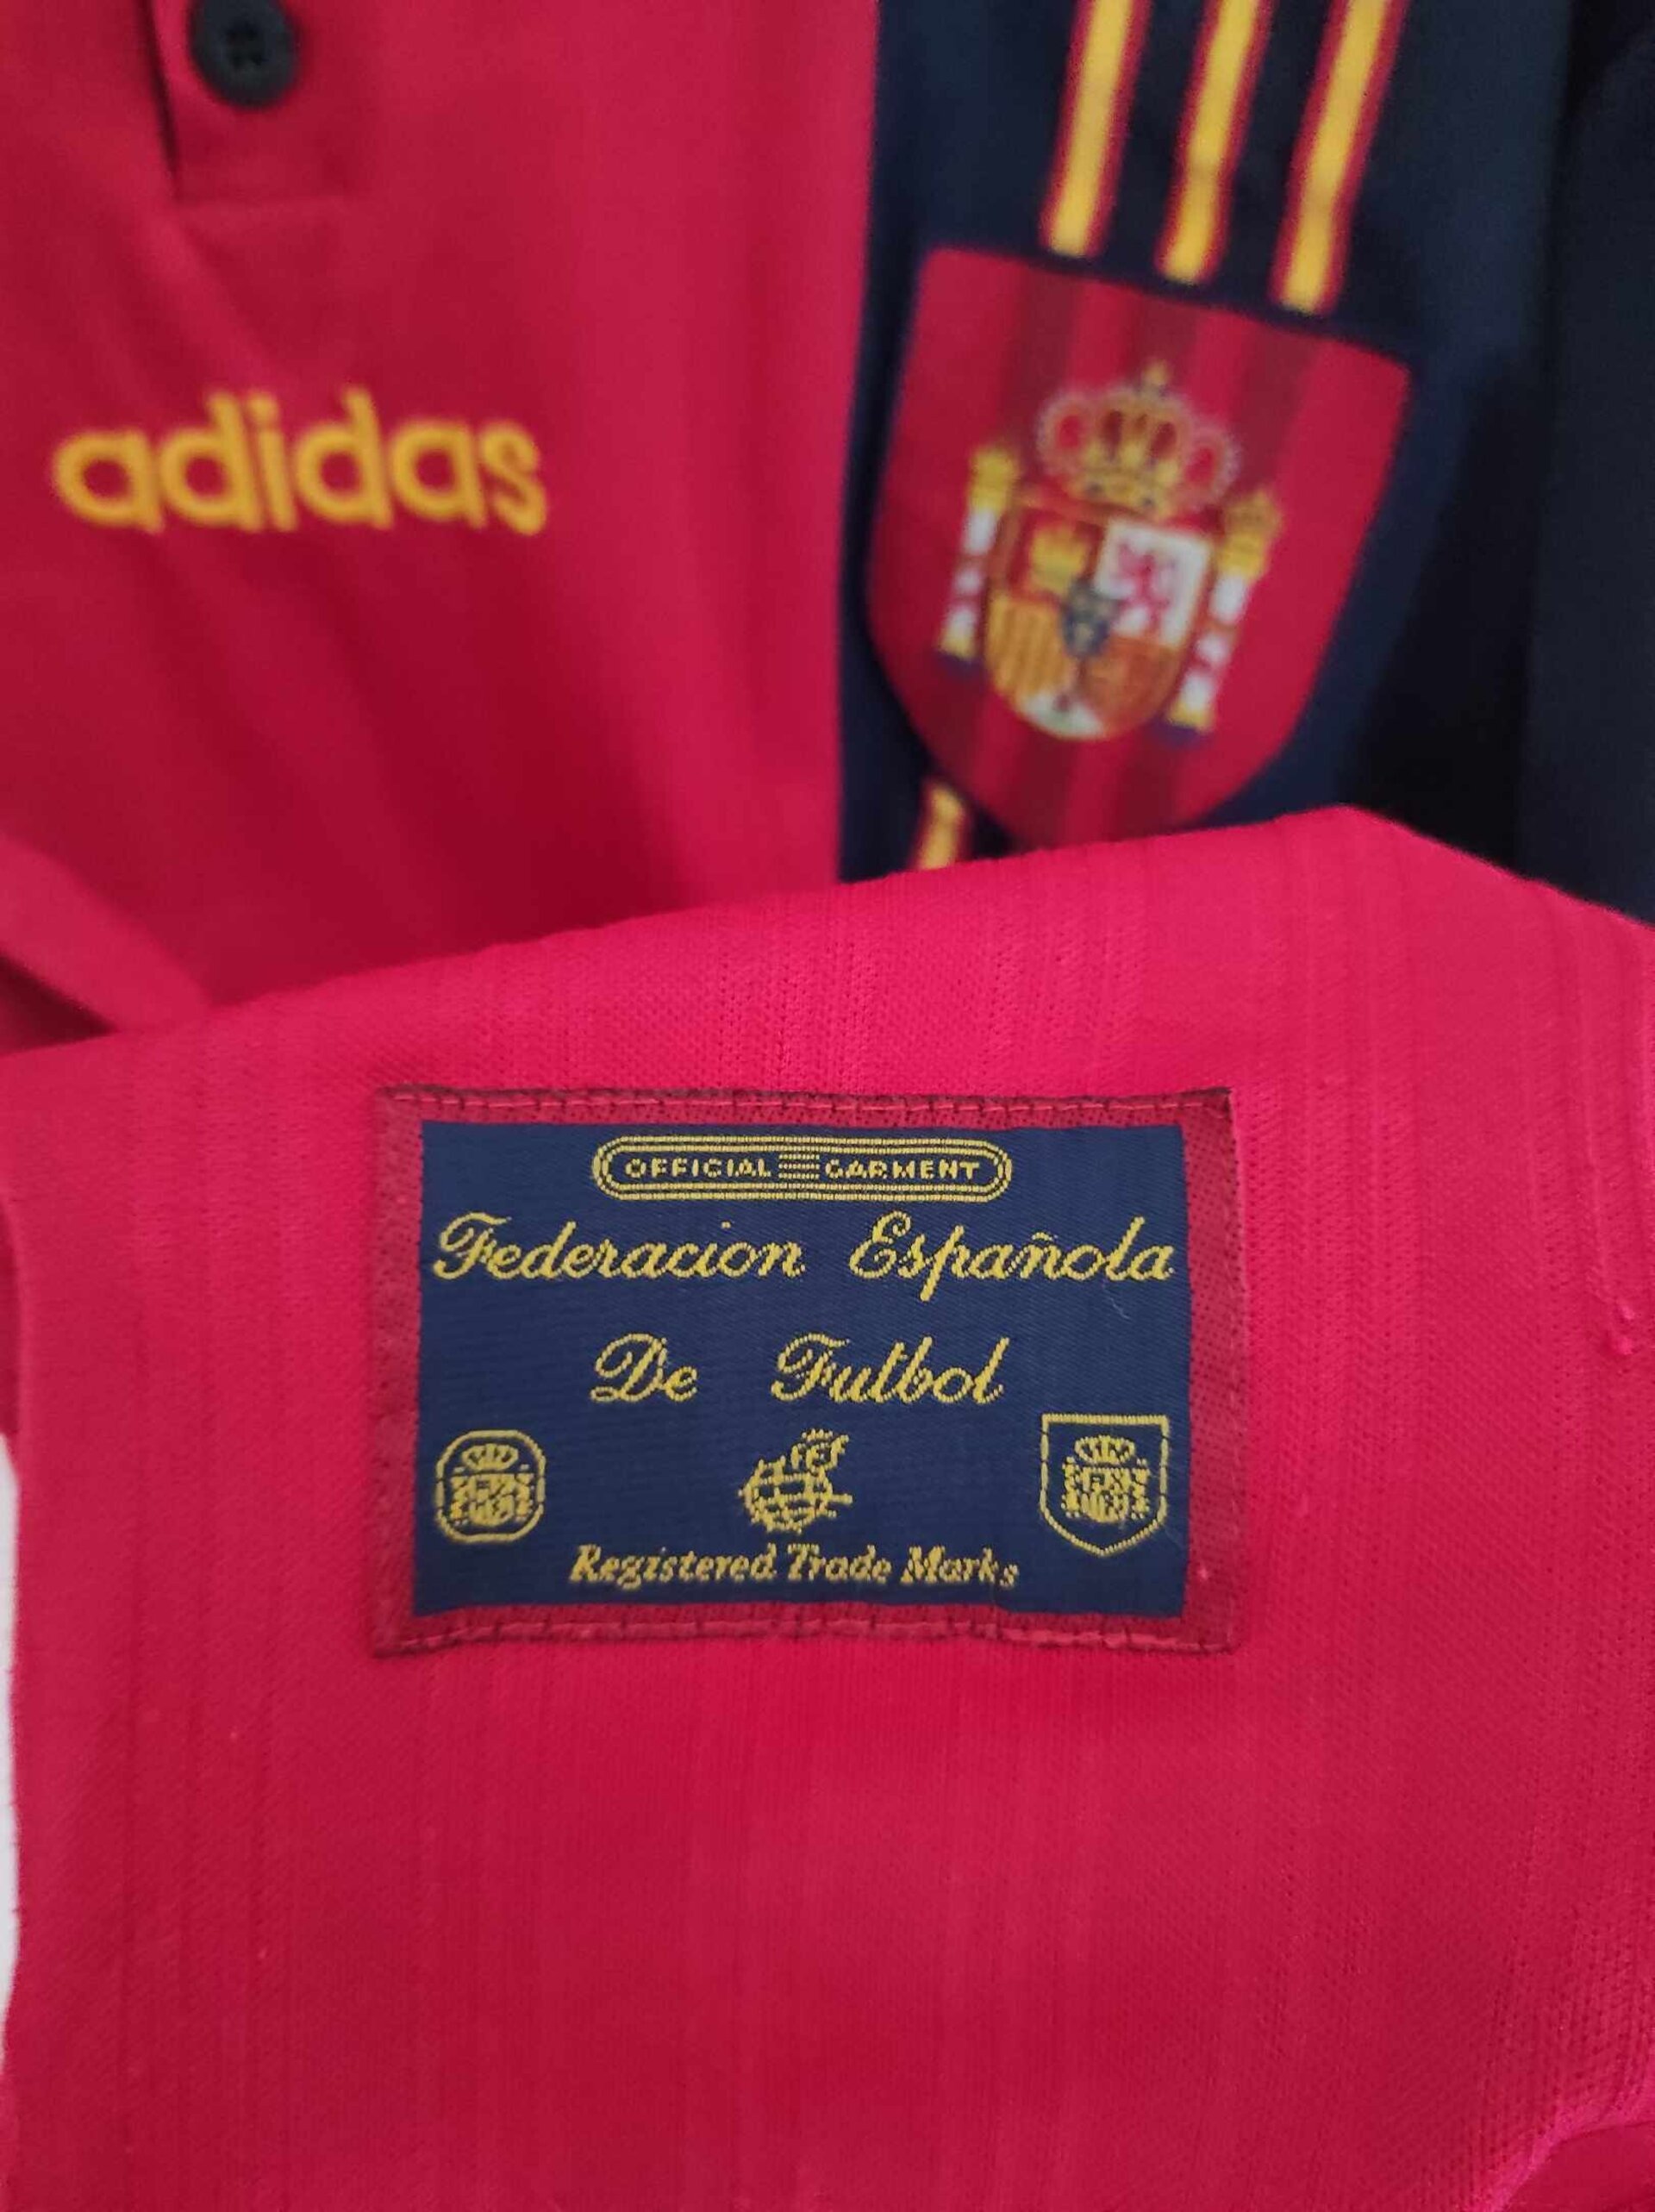 adidas
OFFICIAL GARMENT
Federacion Española
De Futbol
Registered Trade Marks